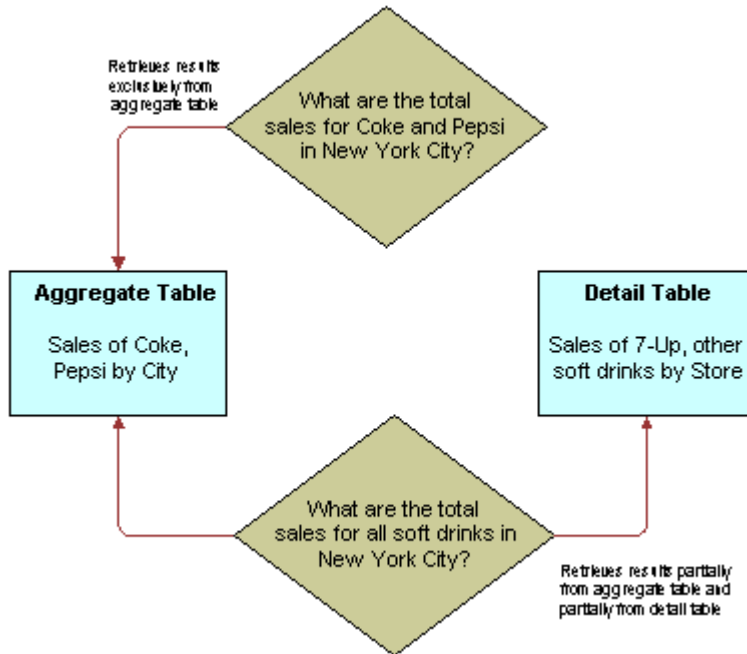 Retrieves results
exclusively from
aggregate table
What are the total
sales for Coke and Pepsi
in New York City?
Aggregate Table
Sales of Coke,
Pepsi by City
Detail Table
Sales of 7-Up, other
soft drinks by Store
What are the total
sales for all soft drinks in
New York City?
Retrieves results partially
from aggregate table and
partially from detail table